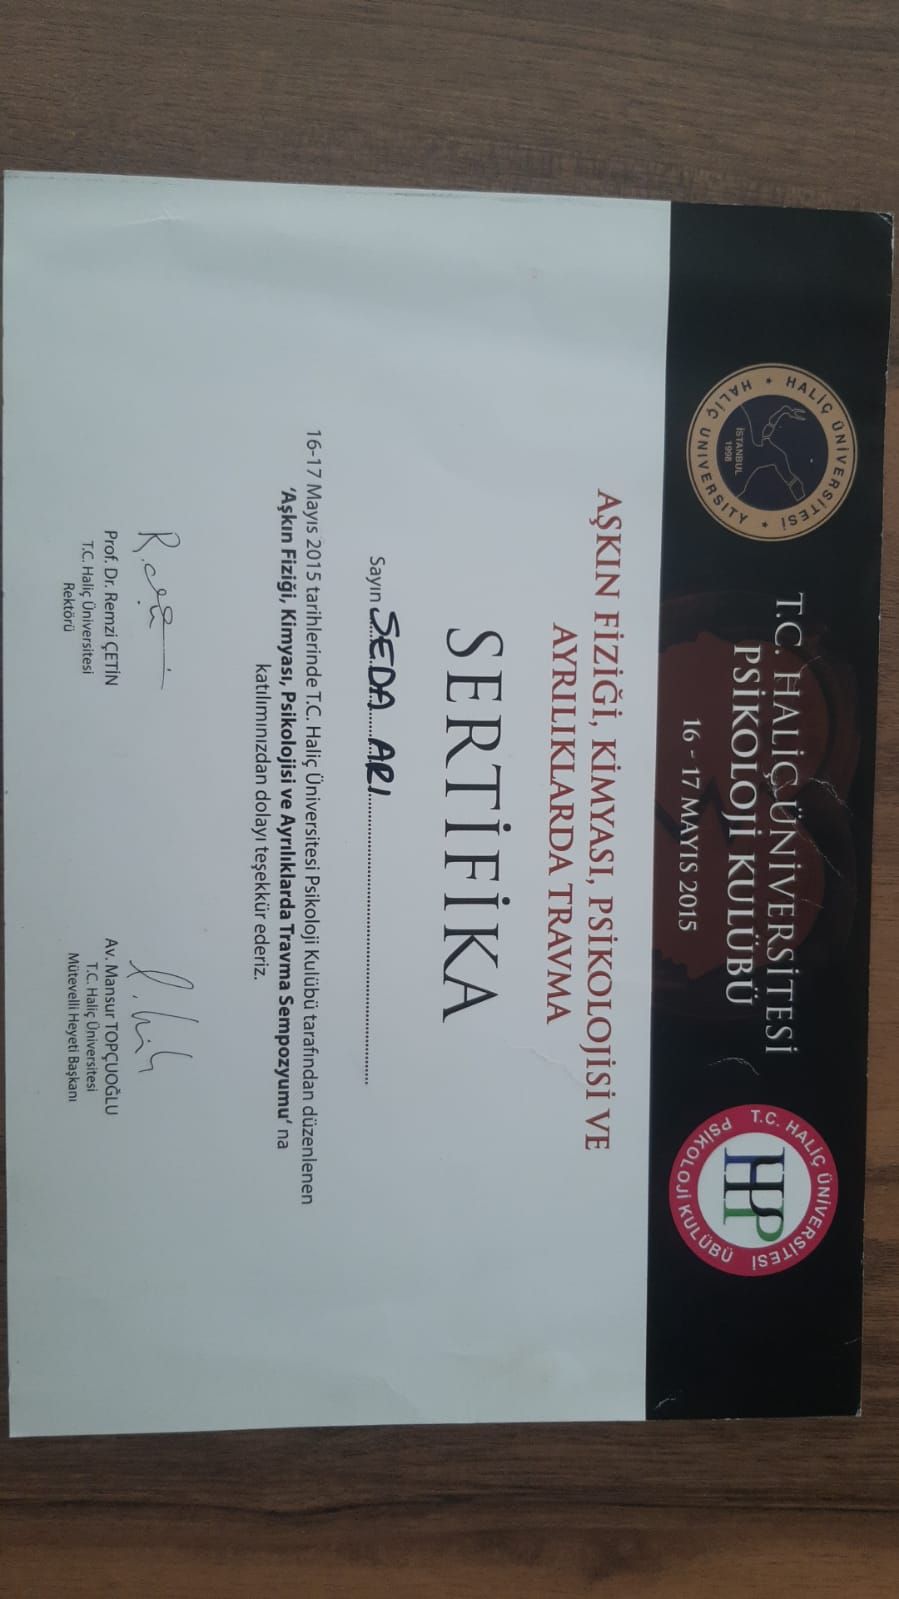 HALİÇ ÜNİVERSİTESİ
HALİÇ UNIVERSITY
İSTANBUL
1998
T.C. HALİÇ ÜNİVERSİTESİ
PSİKOLOJİ KULÜBÜ
16 - 17 MAYIS 2015
T.C. HALİÇ ÜNİVERSİTESİ
PSİKOLOJİ KULÜBÜ
HP
AŞKIN FİZİĞİ, KİMYASI, PSİKOLOJİSİ VE
AYRILIKLARDA TRAVMA
SERTİFİKA
Sayın SEDA ARI
16-17 Mayıs 2015 tarihlerinde T.C. Haliç Üniversitesi Psikoloji Kulübü tarafından düzenlenen
'Aşkın Fiziği, Kimyası, Psikolojisi ve Ayrılıklarda Travma Sempozyumu' na
katılımınızdan dolayı teşekkür ederiz.
Prof. Dr. Remzi ÇETİN
T.C. Haliç Üniversitesi
Rektörü
Av. Mansur TOPÇUOĞLU
T.C. Haliç Üniversitesi
Mütevelli Heyeti Başkanı